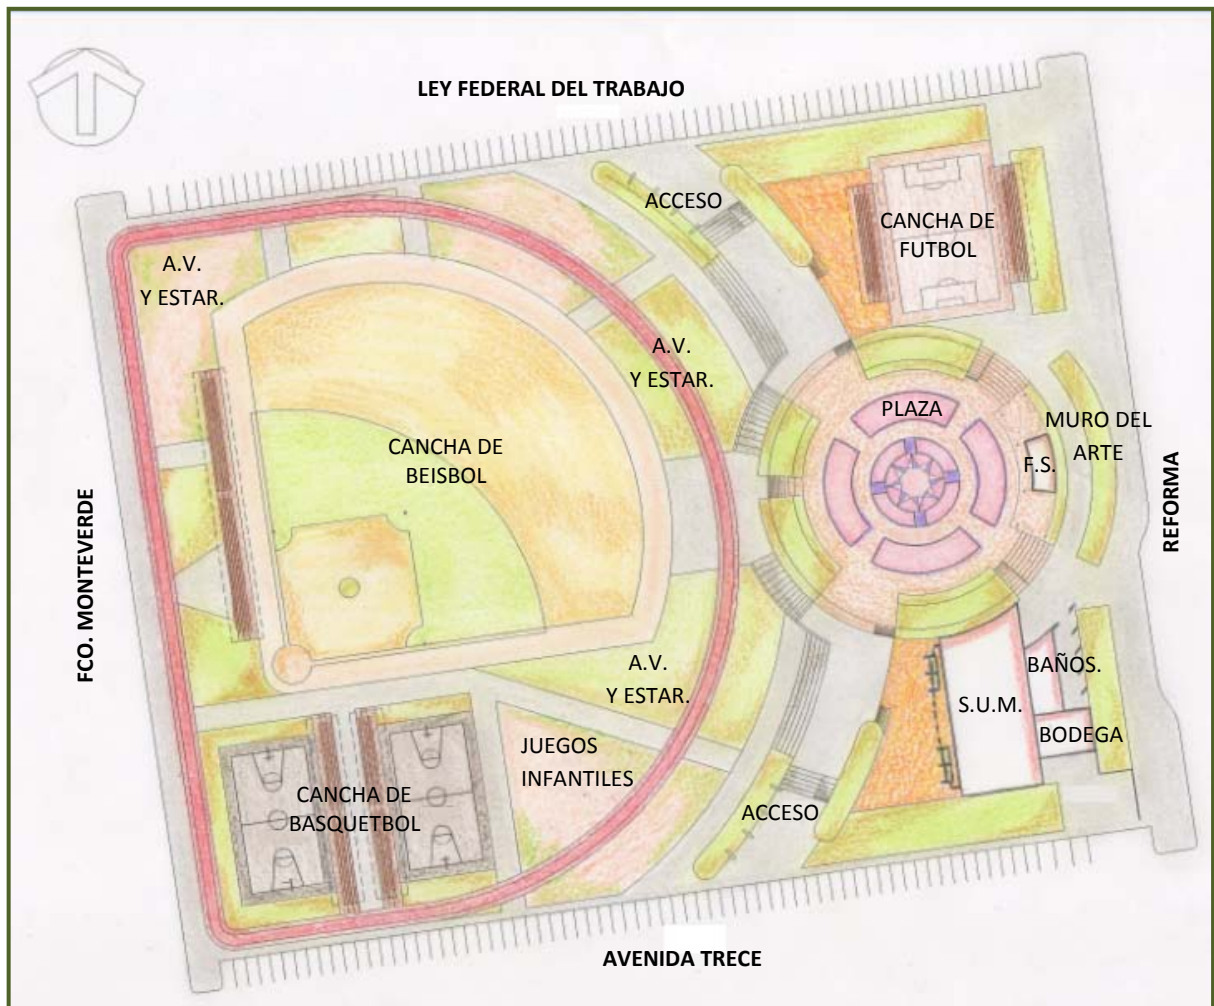 LEY FEDERAL DEL TRABAJO
ACCESO
CANCHA DE
FUTBOL
A.V.
Y ESTAR.
A.V.
Y ESTAR.
PLAZA
MURO DEL
ARTE
F.S.
CANCHA DE
BEISBOL
REFORMA
FCO. MONTEVERDE
A.V.
Y ESTAR.
BAÑOS.
S.U.M.
BODEGA
JUEGOS
INFANTILES
CANCHA DE
BASQUETBOL
ACCESO
AVENIDA TRECE